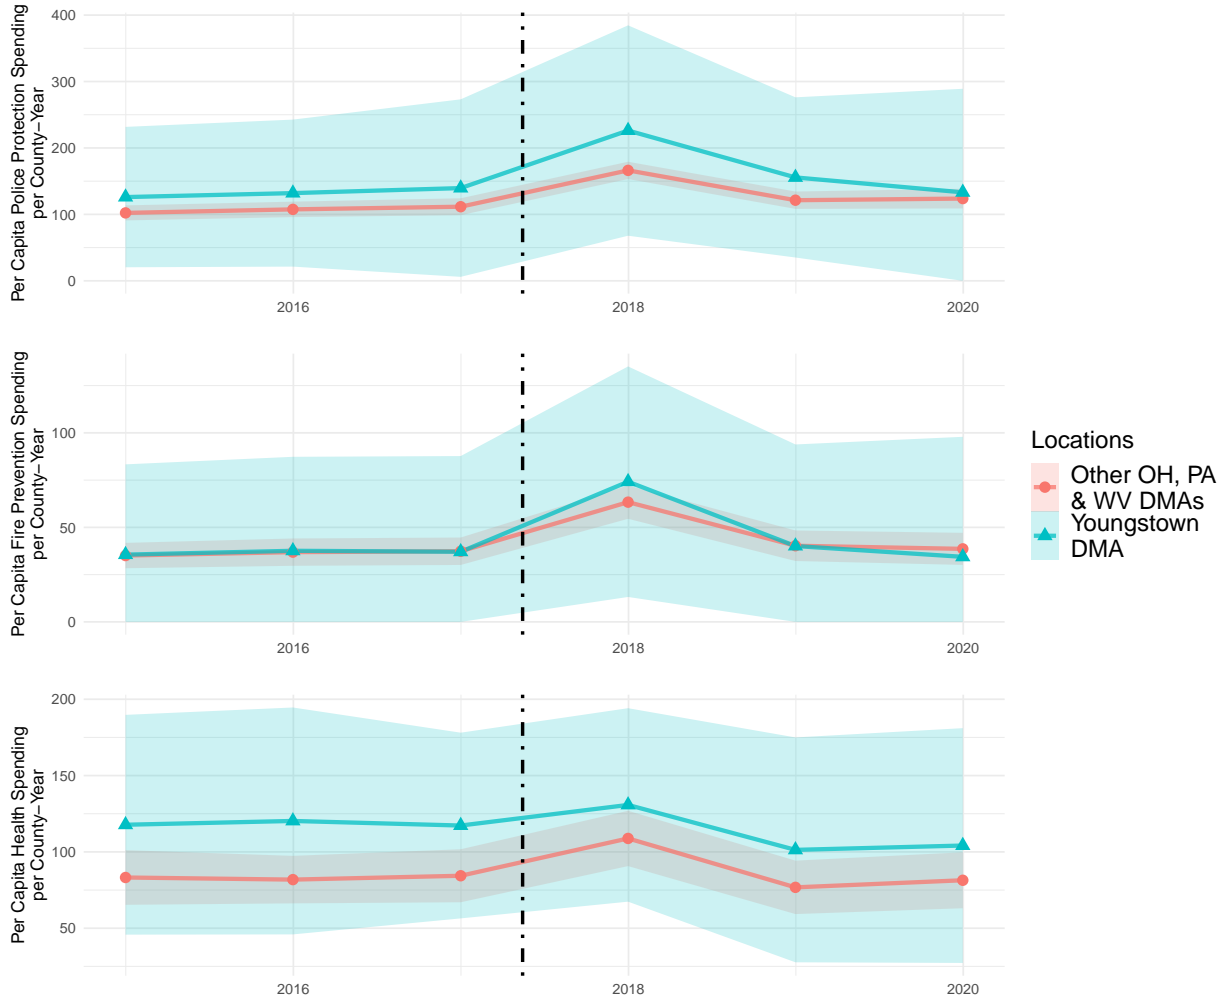 Per Capita Police Protection Spending
per County−Year
400
300
200
100
0
2016
2018
2020
Per Capita Fire Prevention Spending
per County−Year
100
50
0
2016
2018
2020
Locations
Other OH, PA
& WV DMAs
Youngstown
DMA
Per Capita Health Spending
per County−Year
200
150
100
50
2016
2018
2020